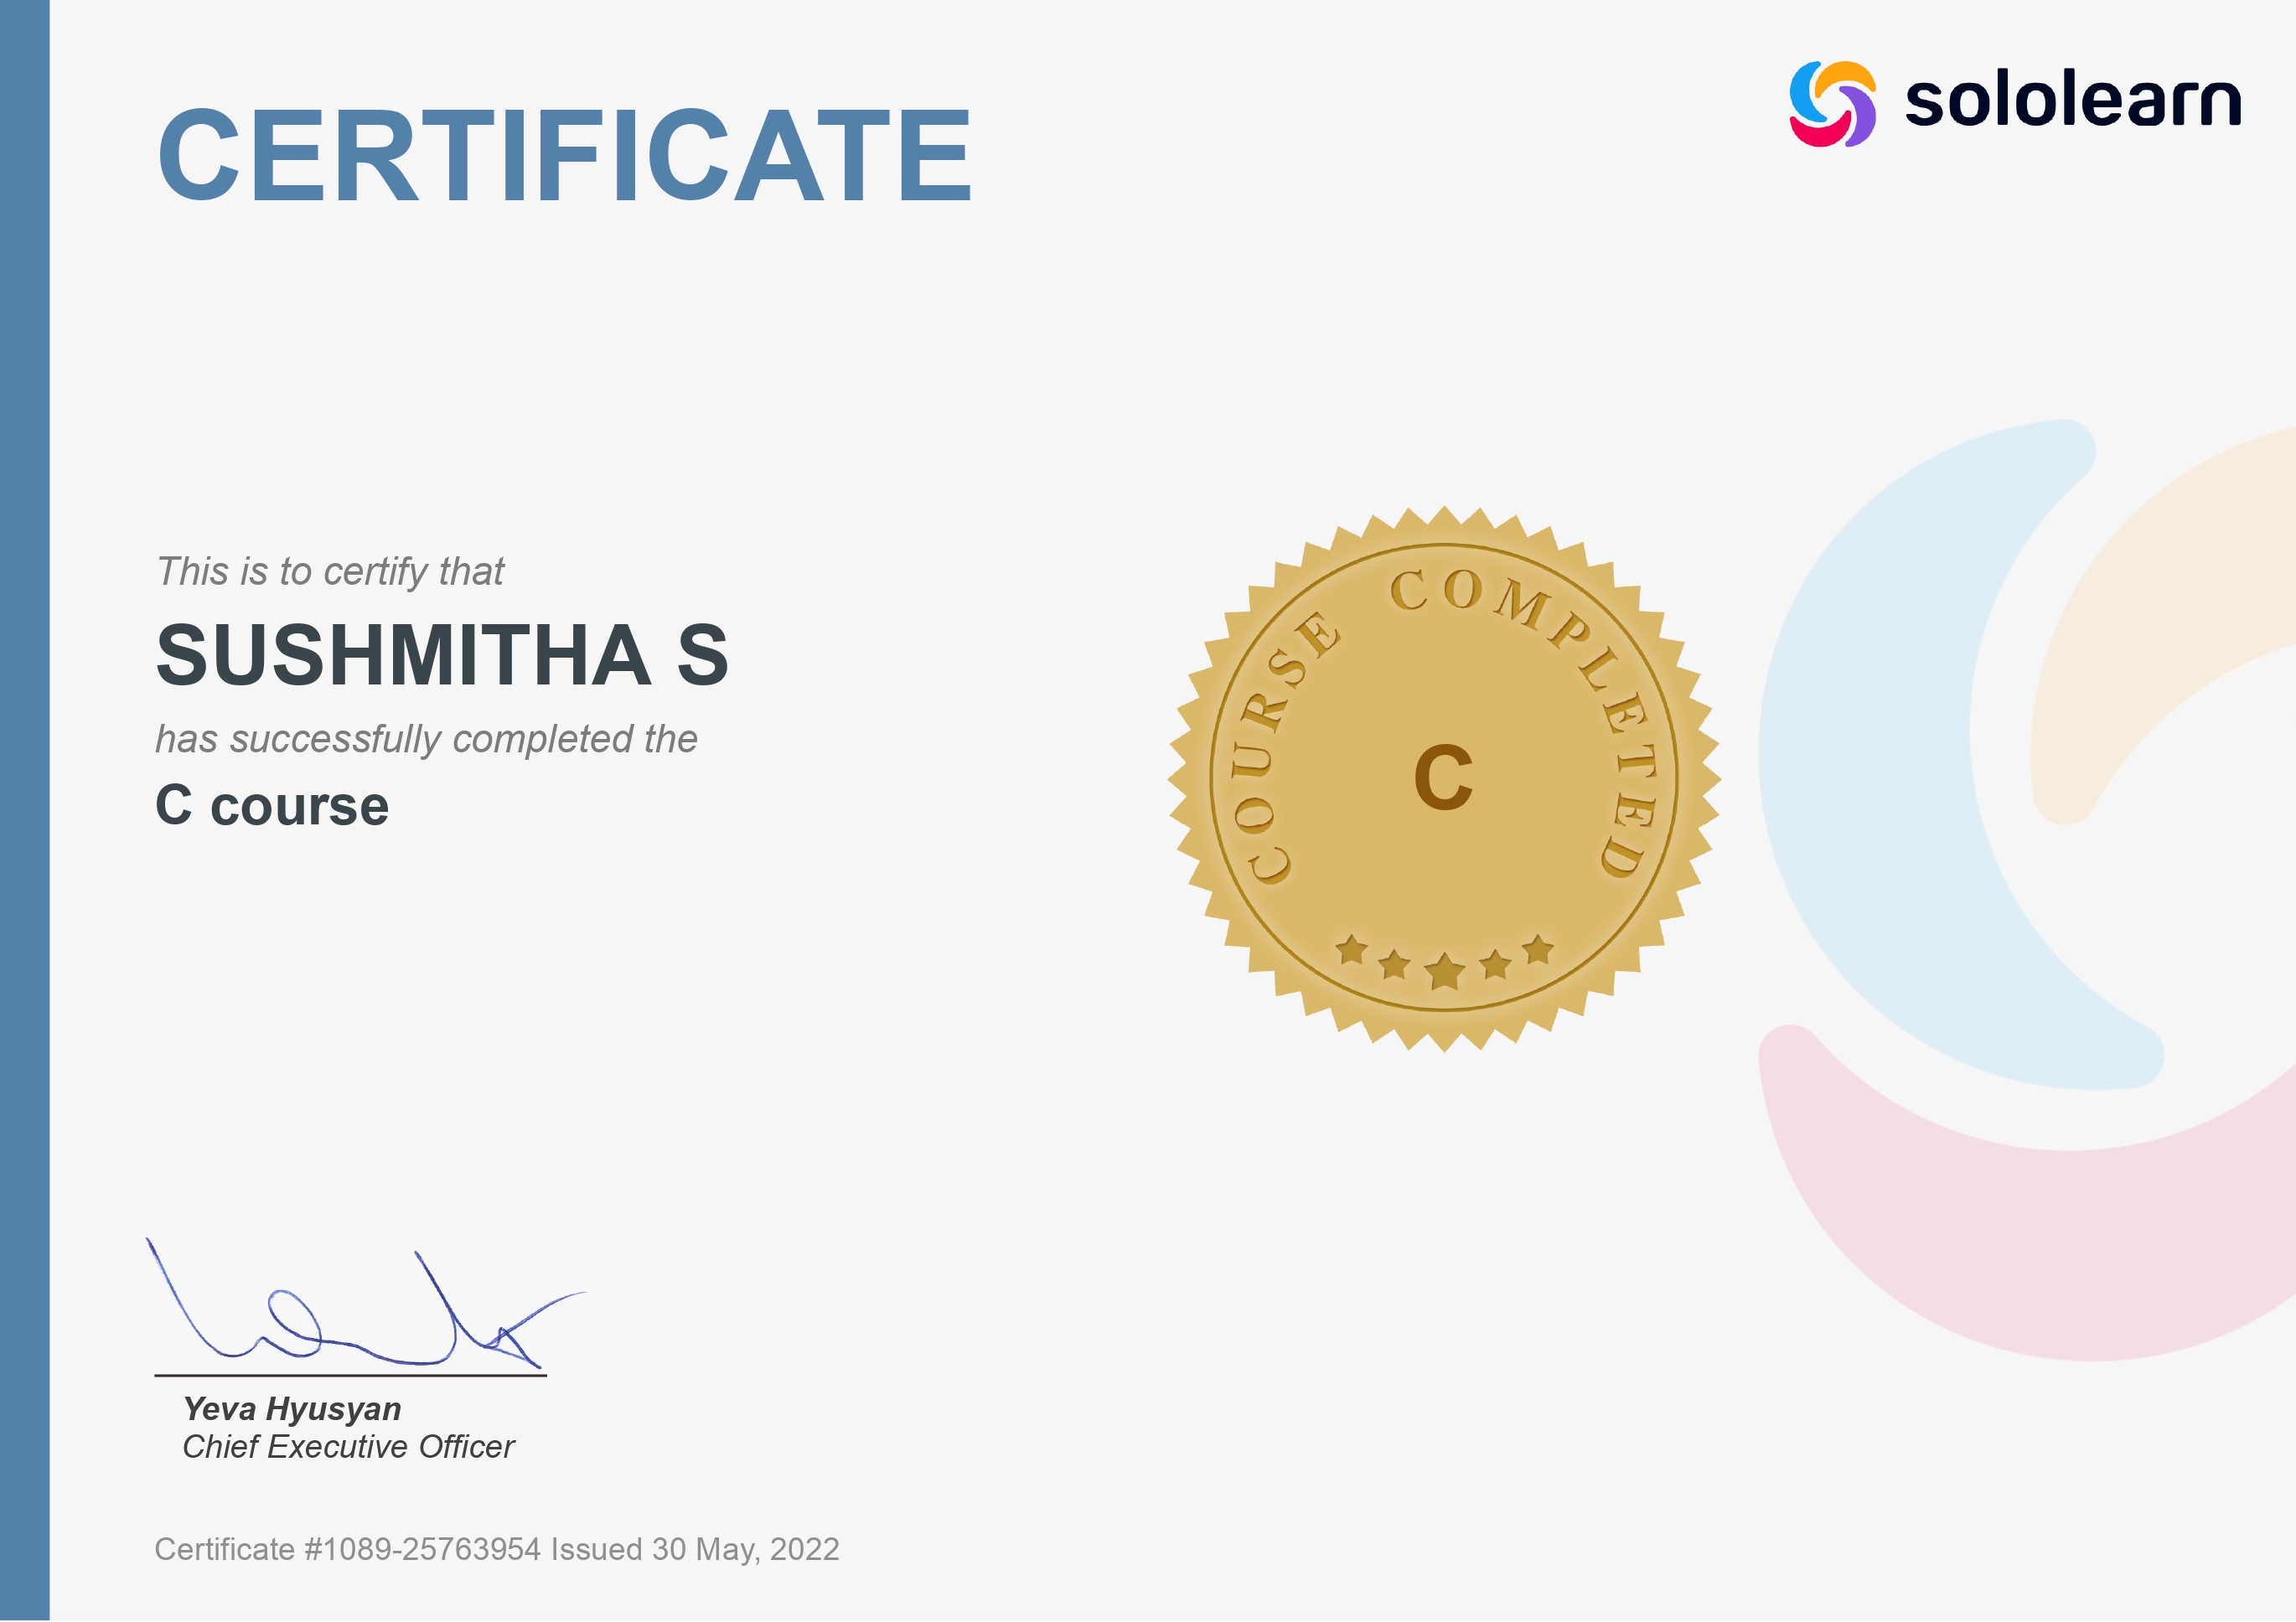 CERTIFICATE
sololearn
This is to certify that
SUSHMITHA S
has successfully completed the
C course
COURSE COMPLETED
C
Yeva Hyusyan
Chief Executive Officer
Certificate #1089-25763954 Issued 30 May, 2022